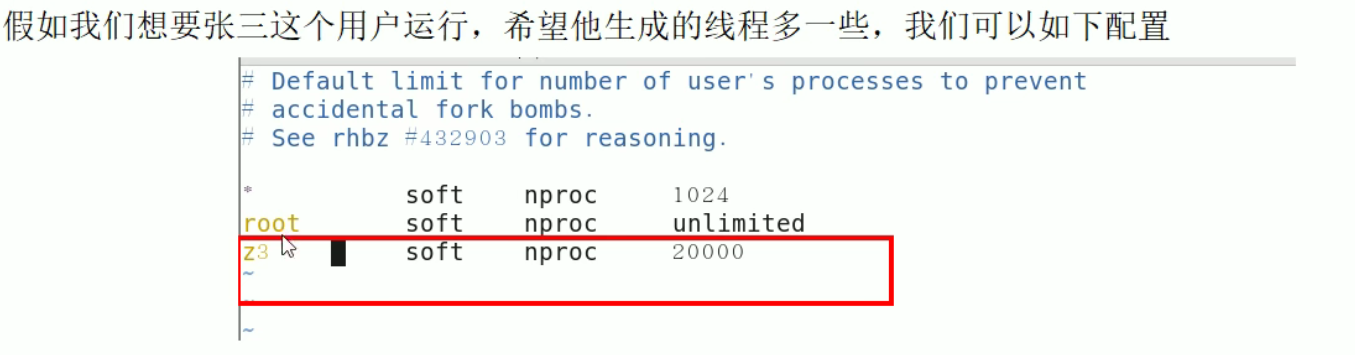 假如我们想要张三这个用户运行，希望他生成的线程多一些，我们可以如下配置
# Default limit for number of user's processes to prevent
# accidental fork bombs.
# See rhbz #432903 for reasoning.
* soft nproc 1024
root soft nproc unlimited
z3 soft nproc 20000
~
~
~